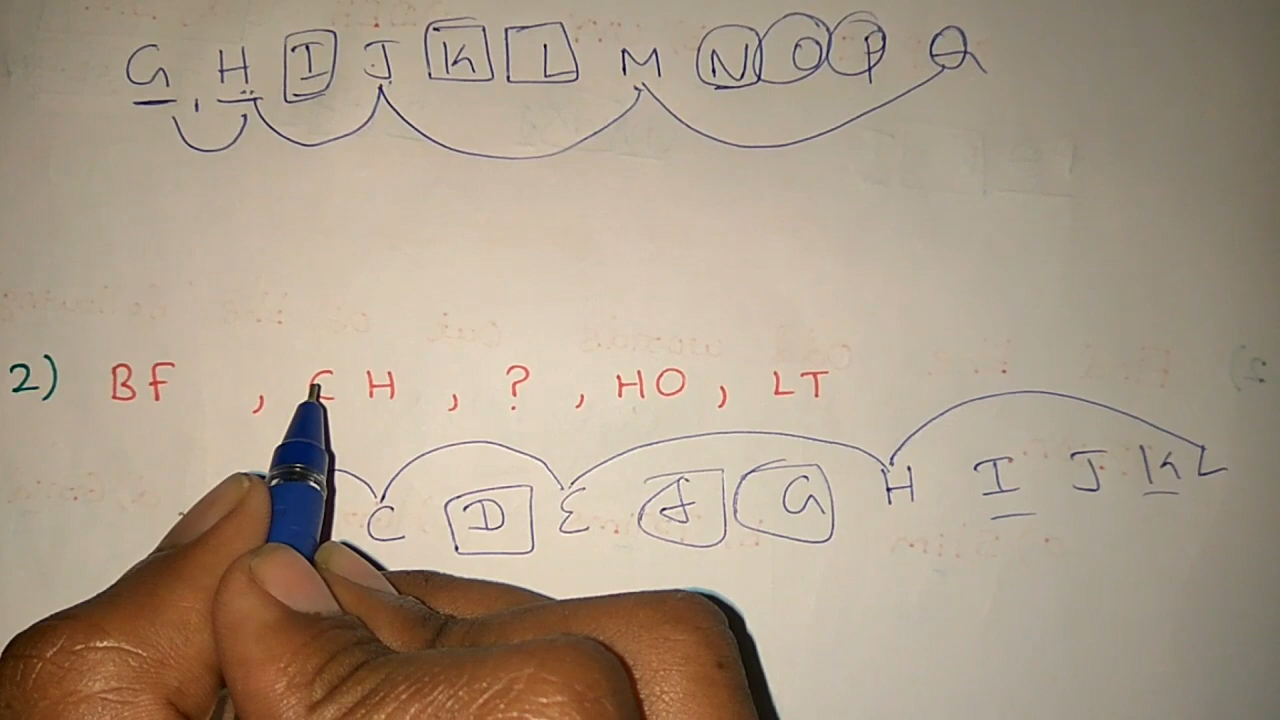 G, H I J K L M N O P Q
2) BF , CH , ? , HO , LT
C D E F G H I J K L